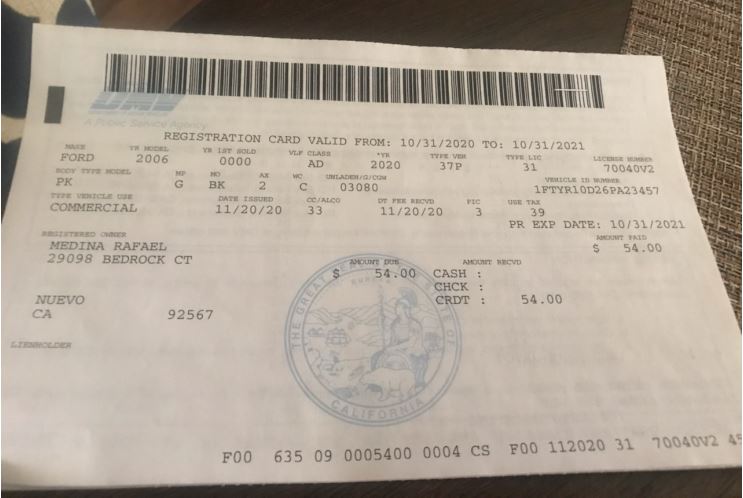 DMV
A Public Service Agency
REGISTRATION CARD VALID FROM: 10/31/2020 TO: 10/31/2021
MAKE YR MODEL YR 1ST SOLD VLF CLASS *YR TYPE VEH TYPE LIC LICENSE NUMBER
FORD 2006 0000 AD 2020 37P 31 70040V2
BODY TYPE MODEL MP MO AX WC UNLADEN/G/CGW VEHICLE ID NUMBER
PK G BK 2 C 03080 1FTYR10D26PA23457
TYPE VEHICLE USE DATE ISSUED CC/ALCO DT FEE RECVD PIC USE TAX
COMMERCIAL 11/20/20 33 11/20/20 3 39
PR EXP DATE: 10/31/2021
REGISTERED OWNER AMOUNT PAID
MEDINA RAFAEL $ 54.00
29098 BEDROCK CT
AMOUNT DUE AMOUNT RECVD
$ 54.00 CASH :
CHCK :
CRDT : 54.00
NUEVO
CA 92567
LIENHOLDER
THE GREAT SEAL OF THE STATE OF
EUREKA
CALIFORNIA
F00 635 09 0005400 0004 CS F00 112020 31 70040V2 45